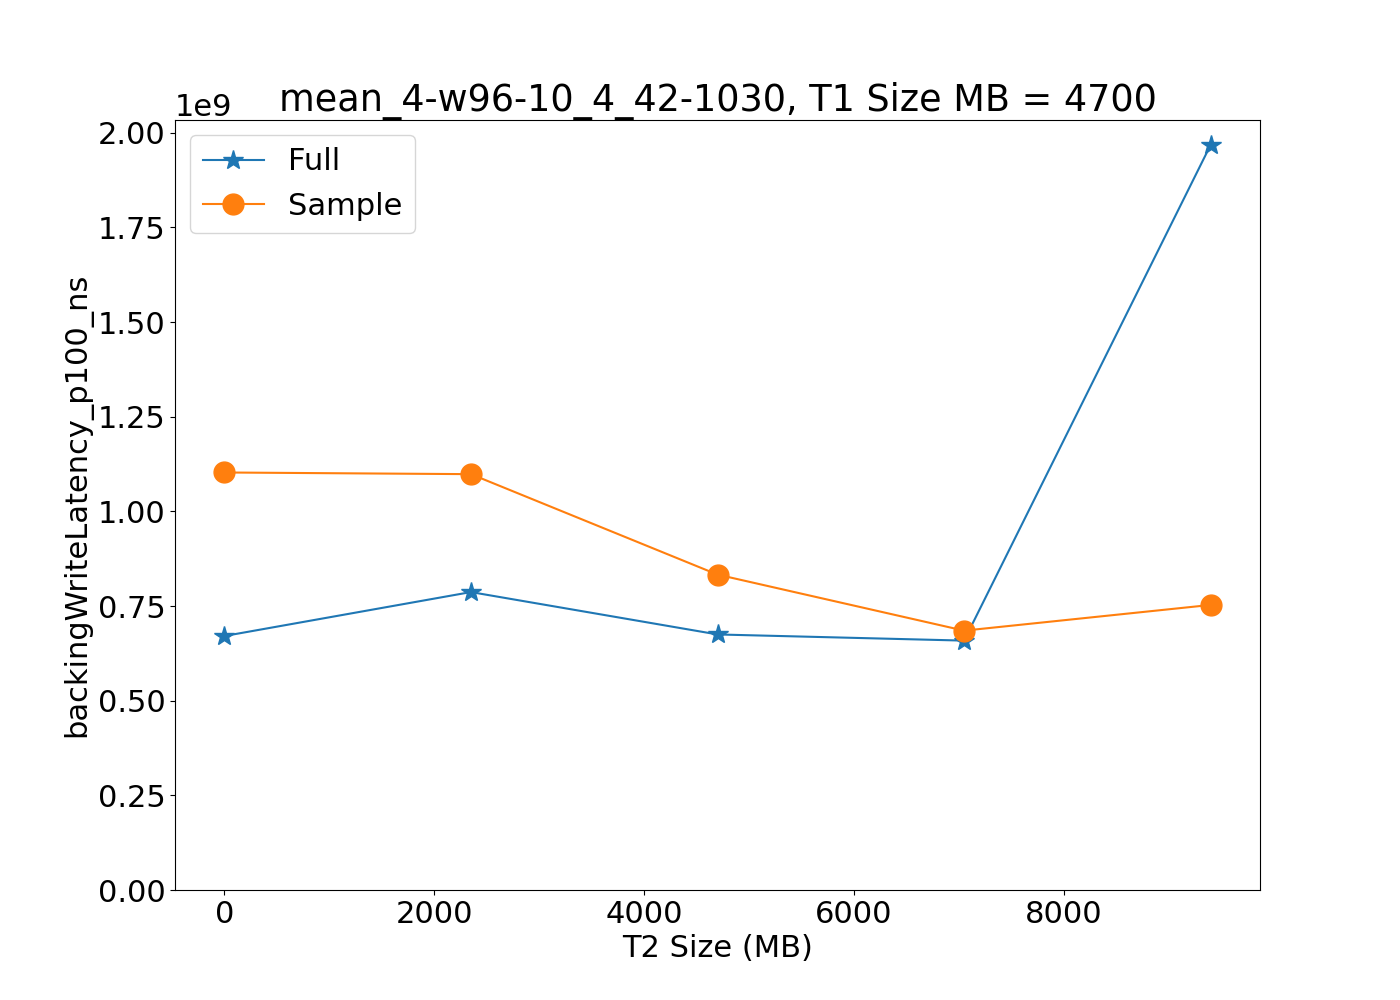 mean_4-w96-10_4_42-1030, T1 Size MB = 4700
1e9
Full
Sample
2.00
1.75
1.50
1.25
1.00
0.75
0.50
0.25
0.00
backingWriteLatency_p100_ns
0 2000 4000 6000 8000
T2 Size (MB)